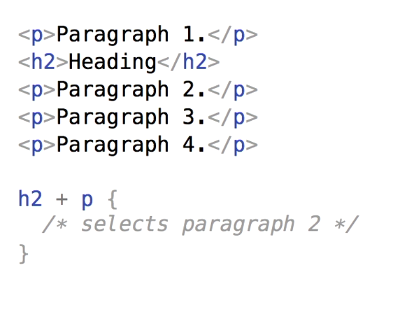 <p>Paragraph 1.</p>
<h2>Heading</h2>
<p>Paragraph 2.</p>
<p>Paragraph 3.</p>
<p>Paragraph 4.</p>
h2 + p {
/* selects paragraph 2 */
}